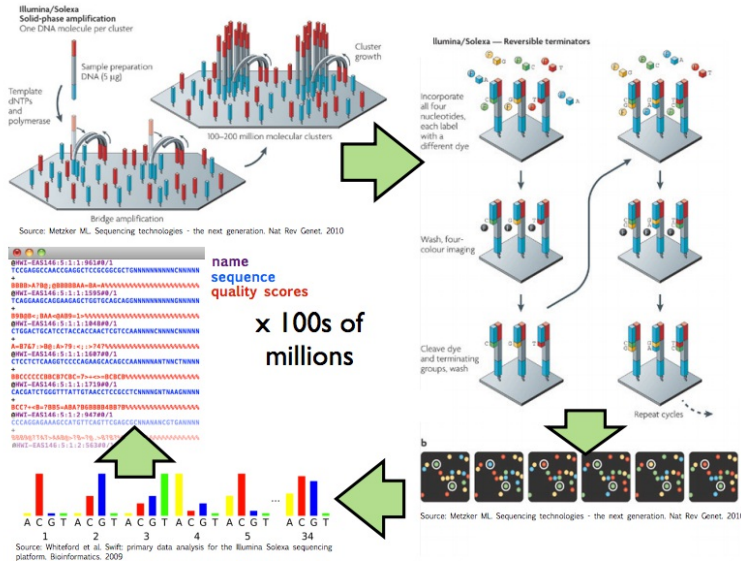 Illumina/Solexa
Solid-phase amplification
One DNA molecule per cluster
Sample preparation
DNA (5 µg)
Template
dNTPs
and
polymerase
Cluster
growth
100–200 million molecular clusters
Bridge amplification
Source: Metzker ML. Sequencing technologies - the next generation. Nat Rev Genet. 2010
Illumina/Solexa — Reversible terminators
Incorporate
all four
nucleotides,
each label
with a
different dye
Wash, four-
colour imaging
Cleave dye
and terminating
groups, wash
Repeat cycles
b
Source: Metzker ML. Sequencing technologies - the next generation. Nat Rev Genet. 2010
@HWI-EAS146:5:1:1:961#0/1
TCCGAGGCCAACCGAGGCTCCGCGGCGCTGNNNNNNNNNNNCNNNNN
+
@HWI-EAS146:5:1:1:1595#0/1
TCAGGAAGCAGGAAGAGCTGGTGCAGCAGGNNNNNNNNNNNNNNNNN
+
@HWI-EAS146:5:1:1:1048#0/1
+
@HWI-EAS146:5:1:1:1607#0/1
+
@HWI-EAS146:5:1:1:1719#0/1
+
@HWI-EAS146:5:1:2:947#0/1
+
name
sequence
quality scores
x 100s of
millions
A C G T A C G T A C G T A C G T A C G T ... A C G T
1 2 3 4 5 34
Source: Whiteford et al. Swift: primary data analysis for the Illumina Solexa sequencing
platform. Bioinformatics. 2009